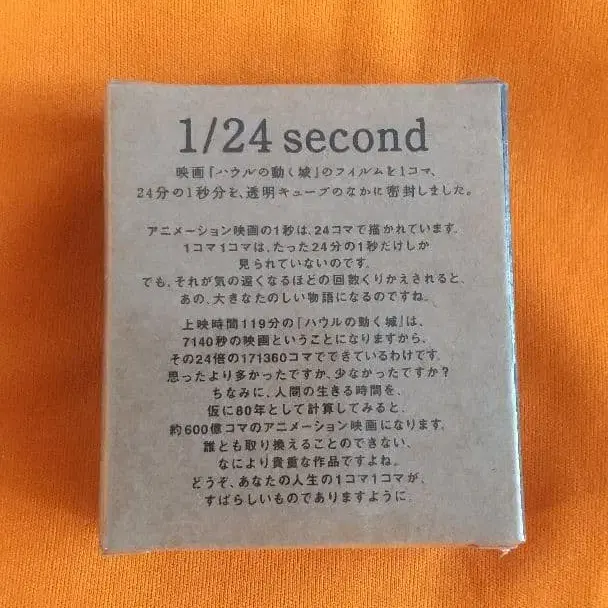 1/24 second
映画『ハウルの動く城』のフィルムを1コマ、
24分の1秒分を、透明キューブのなかに密封しました。
アニメーション映画の1秒は、24コマで描かれています。
1コマ1コマは、たった24分の1秒だけしか
見られていないのです。
でも、それが気の遠くなるほどの回数くりかえされると、
あの、大きなたのしい物語になるのですね。
上映時間119分の『ハウルの動く城』は、
7140秒の映画ということになりますから、
その24倍の171360コマでできているわけです。
思ったより多かったですか、少なかったですか？
ちなみに、人間の生きる時間を、
仮に80年として計算してみると、
約600億コマのアニメーション映画になります。
誰とも取り換えることのできない、
なにより貴重な作品ですよね。
どうぞ、あなたの人生の1コマ1コマが、
すばらしいものでありますように。